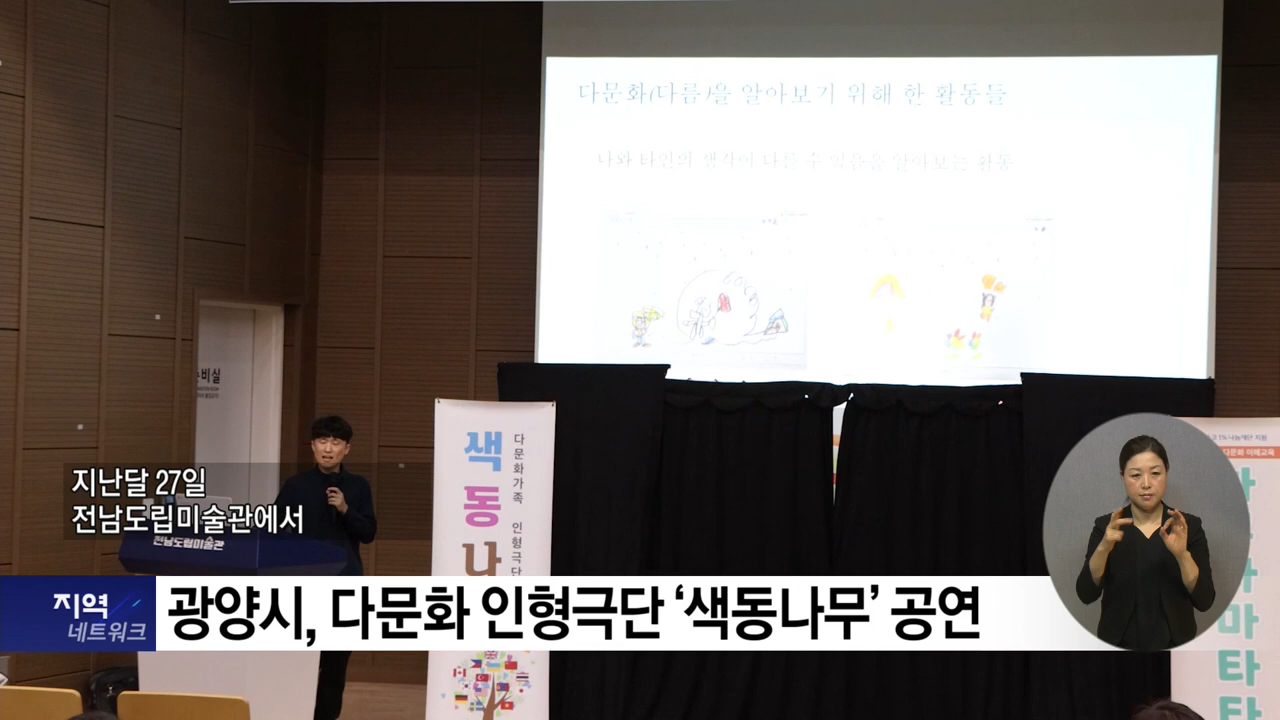 다문화(다름)을 알아보기 위해 한 활동들
나와 타인의 생각이 다를 수 있음을 알아보는 활동
비실
지난달 27일
전남도립미술관에서
전남도립미술관
색동나
다문화가족 인형극단
다문화 이해교육
마타
지역
네트워크
광양시, 다문화 인형극단 ‘색동나무’ 공연